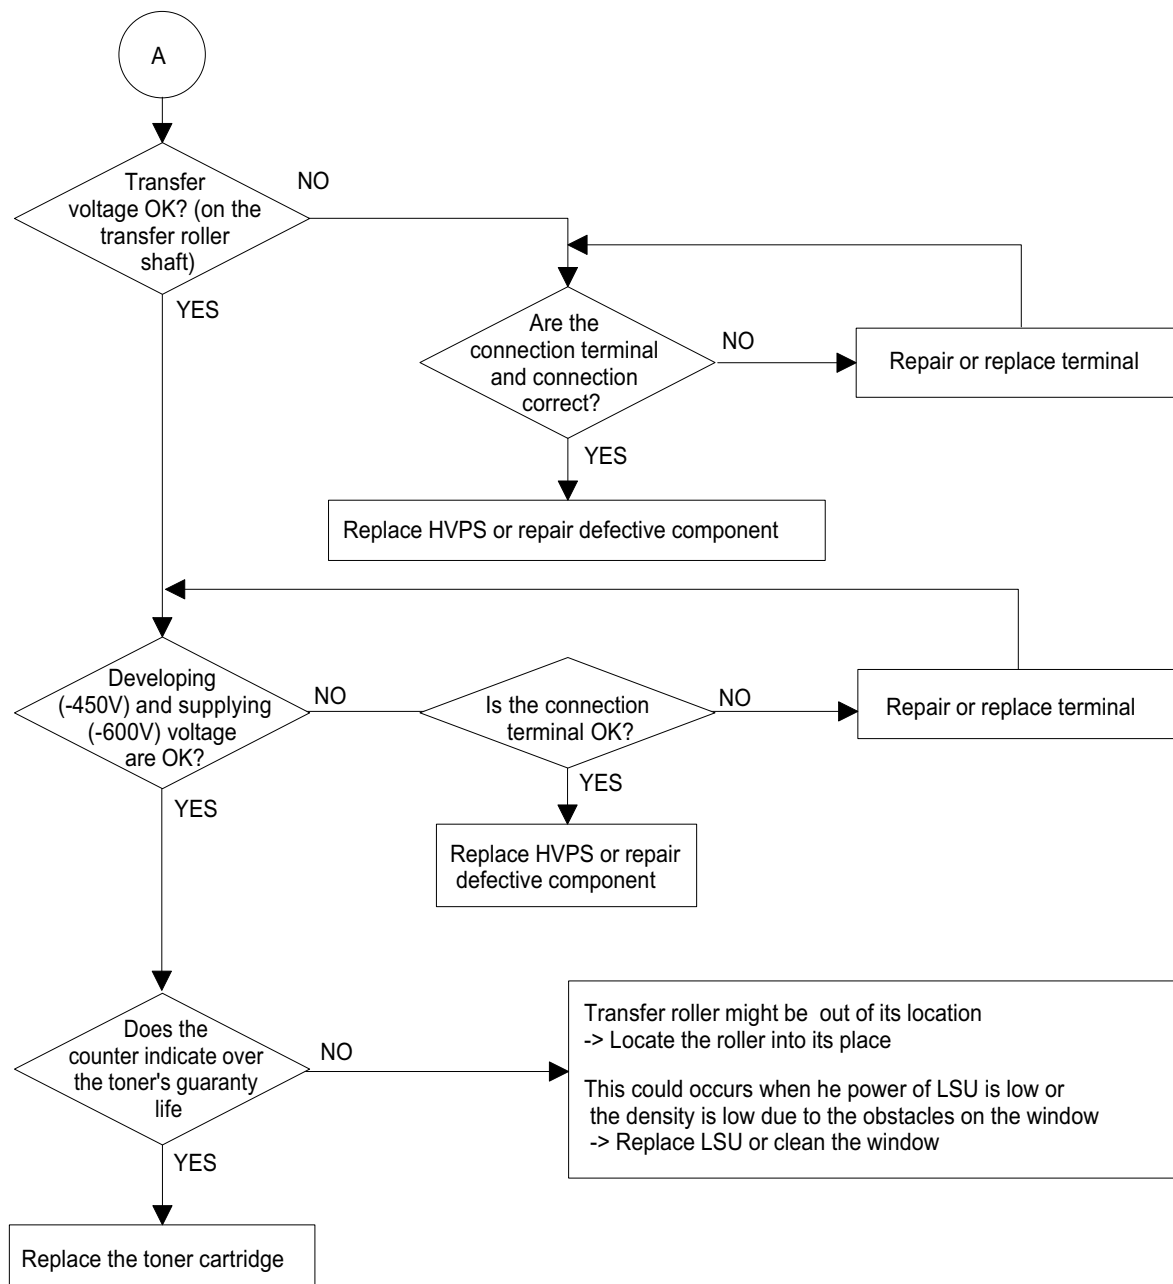 A
Transfer
voltage OK? (on the
transfer roller
shaft)
NO
YES
Are the
connection terminal
and connection
correct?
NO
Repair or replace terminal
YES
Replace HVPS or repair defective component
Developing
(-450V) and supplying
(-600V) voltage
are OK?
NO
Is the connection
terminal OK?
NO
Repair or replace terminal
YES
YES
Replace HVPS or repair
defective component
Does the
counter indicate over
the toner's guaranty
life
NO
Transfer roller might be out of its location
-> Locate the roller into its place
This could occurs when he power of LSU is low or
the density is low due to the obstacles on the window
-> Replace LSU or clean the window
YES
Replace the toner cartridge